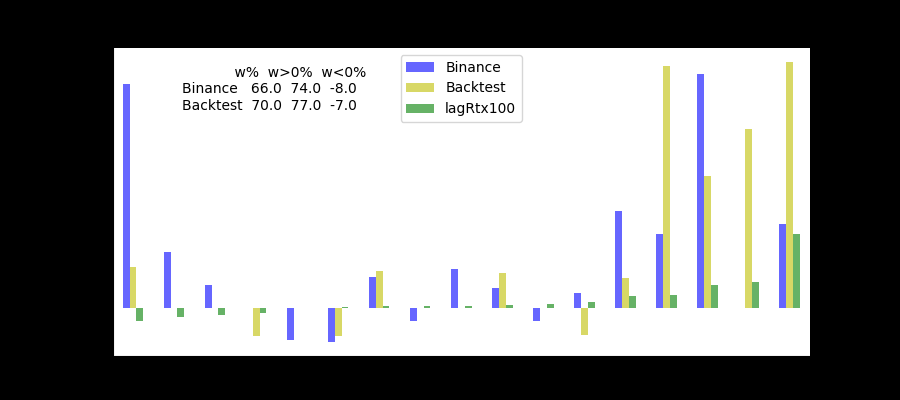 w%  w>0%  w<0%
Binance   66.0  74.0  -8.0
Backtest  70.0  77.0  -7.0
Binance
Backtest
lagRtx100